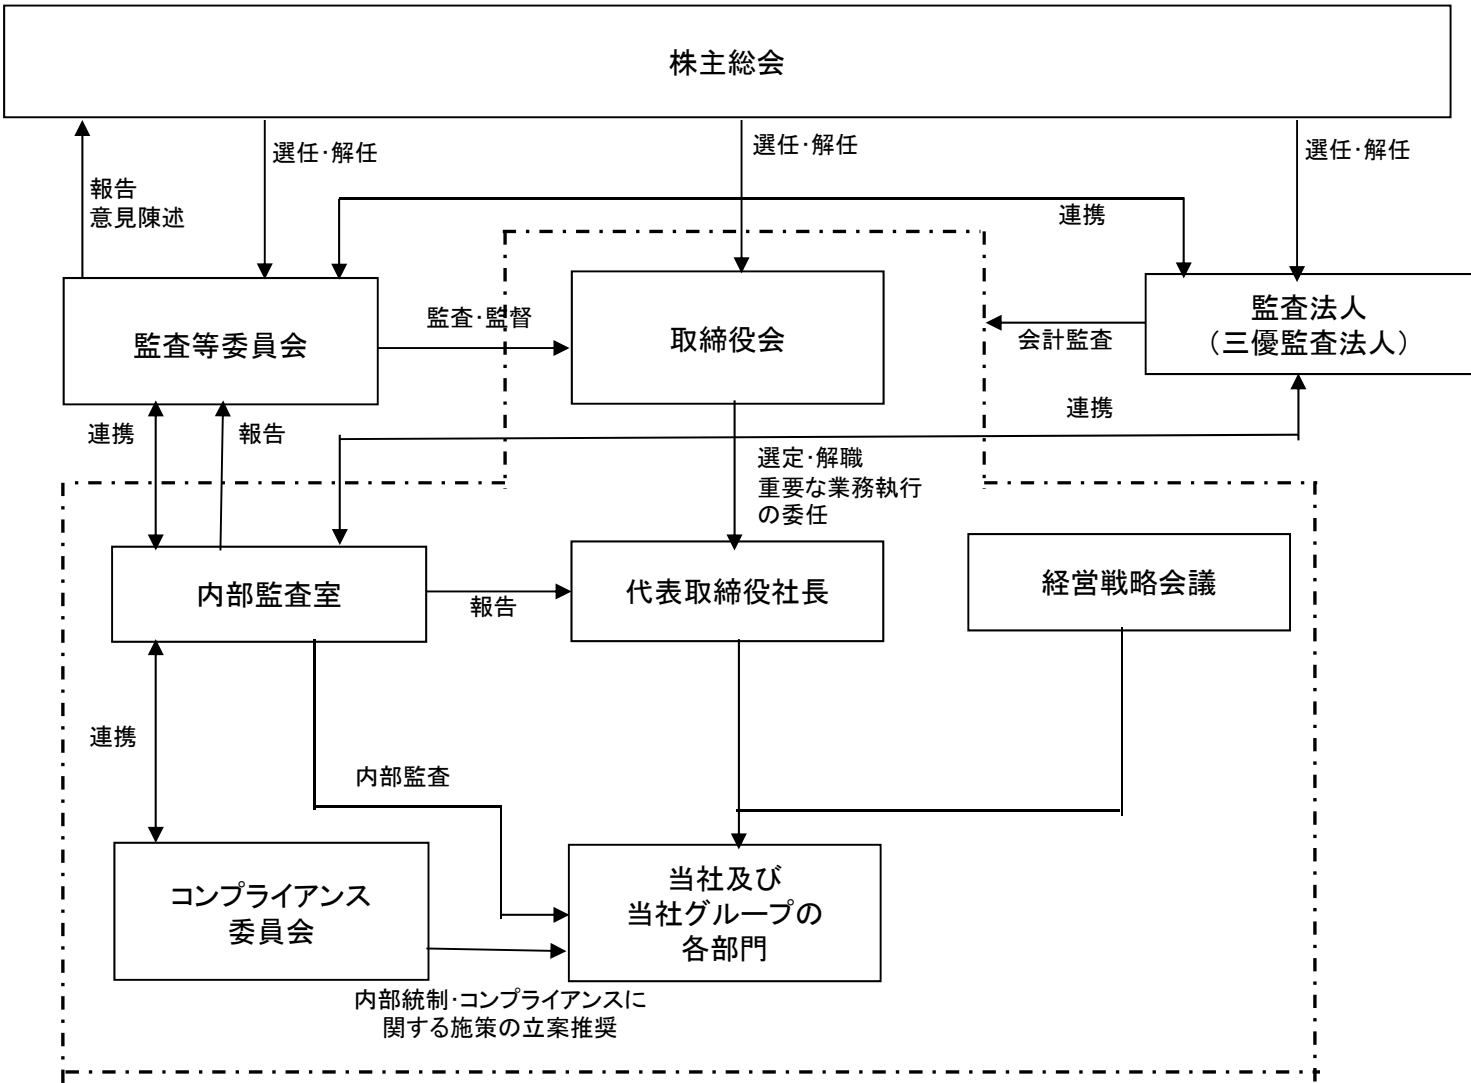 株主総会
選任・解任
選任・解任
選任・解任
報告
意見陳述
連携
監査等委員会
監査・監督
取締役会
会計監査
監査法人
（三優監査法人）
連携
報告
連携
選定・解職
重要な業務執行
の委任
内部監査室
報告
代表取締役社長
経営戦略会議
連携
内部監査
コンプライアンス
委員会
当社及び
当社グループの
各部門
内部統制・コンプライアンスに
関する施策の立案推奨